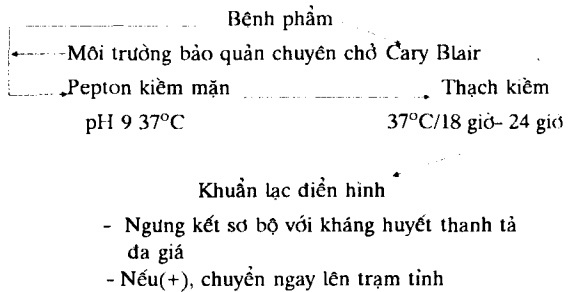 Bệnh phẩm
Môi trường bảo quản chuyên chở Cary Blair
Pepton kiềm mặn Thạch kiềm
pH 9 37°C 37°C/18 giờ- 24 giờ
Khuẩn lạc điển hình
- Ngưng kết sơ bộ với kháng huyết thanh tả
đa giá
- Nếu(+), chuyển ngay lên trạm tỉnh